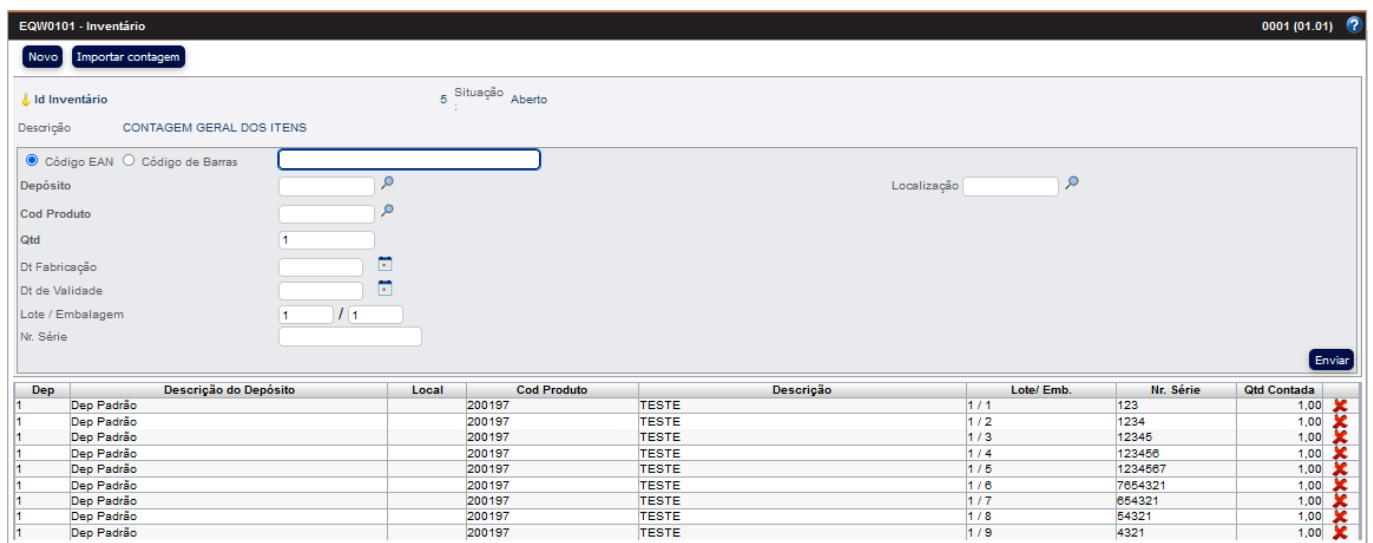 EQW0101 - Inventário 0001 (01.01) ?
Novo Importar contagem
Id Inventário 5 Situação : Aberto
Descrição CONTAGEM GERAL DOS ITENS
Código EAN Código de Barras
Depósito Localização
Cod Produto
Qtd 1
Dt Fabricação
Dt de Validade
Lote / Embalagem 1 / 1
Nr. Série
Enviar
Dep Descrição do Depósito Local Cod Produto Descrição Lote/ Emb. Nr. Série Qtd Contada
1 Dep Padrão 200197 TESTE 1 / 1 123 1,00
1 Dep Padrão 200197 TESTE 1 / 2 1234 1,00
1 Dep Padrão 200197 TESTE 1 / 3 12345 1,00
1 Dep Padrão 200197 TESTE 1 / 4 123456 1,00
1 Dep Padrão 200197 TESTE 1 / 5 1234567 1,00
1 Dep Padrão 200197 TESTE 1 / 6 7654321 1,00
1 Dep Padrão 200197 TESTE 1 / 7 654321 1,00
1 Dep Padrão 200197 TESTE 1 / 8 54321 1,00
1 Dep Padrão 200197 TESTE 1 / 9 4321 1,00